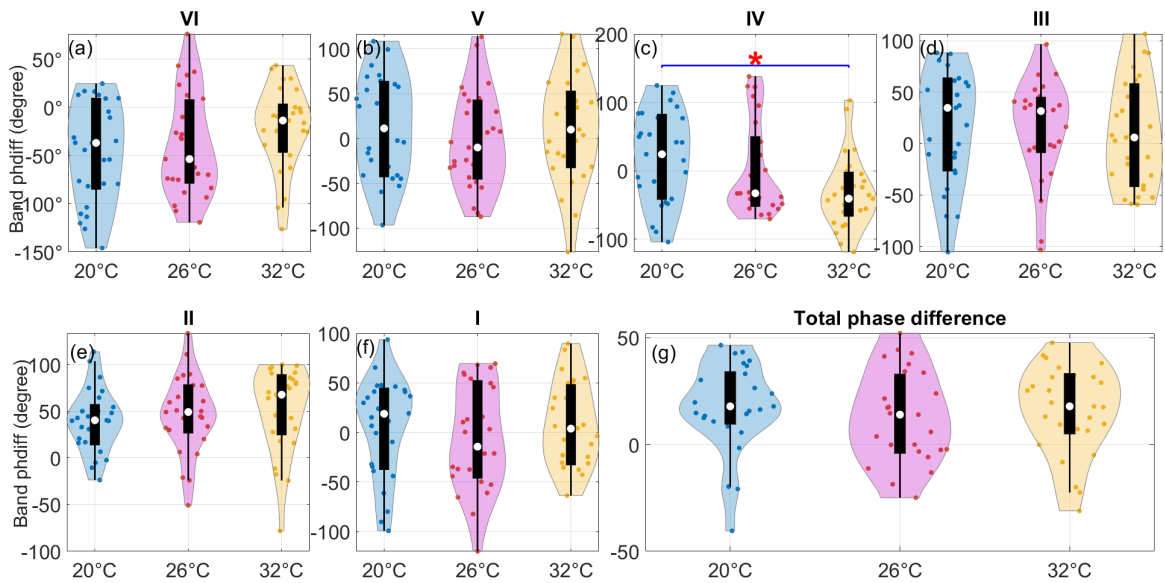 VI V IV III
(a) (b) (c) (d)
Band phdiff (degree)
50° 0° -50° -100° -150°
100 50 0 -50 -100
200 100 0 -100
*
100 50 0 -50 -100
20°C 26°C 32°C 20°C 26°C 32°C 20°C 26°C 32°C 20°C 26°C 32°C
II I Total phase difference
(e) (f) (g)
Band phdiff (degree)
100 50 0 -50 -100
100 50 0 -50 -100
50 0 -50
20°C 26°C 32°C 20°C 26°C 32°C 20°C 26°C 32°C